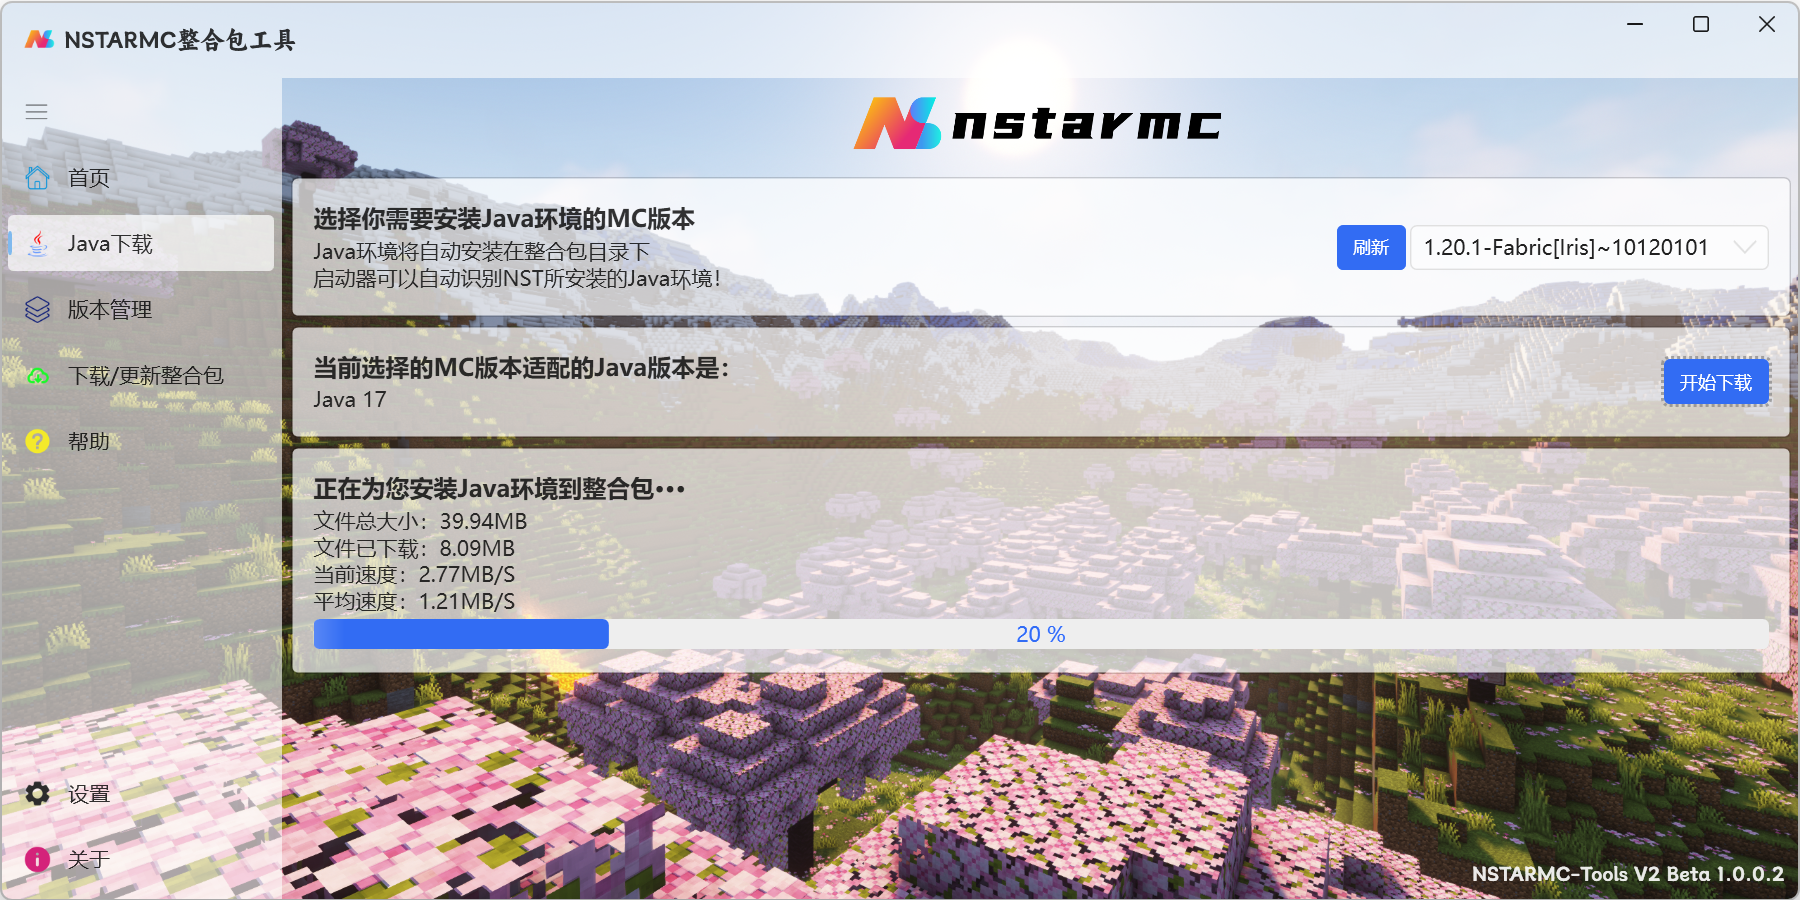 NSTARMC整合包工具
首页
Java下载
版本管理
下载/更新整合包
帮助
设置
关于
nstarmc
选择你需要安装Java环境的MC版本
Java环境将自动安装在整合包目录下
启动器可以自动识别NST所安装的Java环境！
刷新
1.20.1-Fabric[Iris]~10120101
当前选择的MC版本适配的Java版本是：
Java 17
开始下载
正在为您安装Java环境到整合包•••
文件总大小：39.94MB
文件已下载：8.09MB
当前速度：2.77MB/S
平均速度：1.21MB/S
20 %
NSTARMC-Tools V2 Beta 1.0.0.2